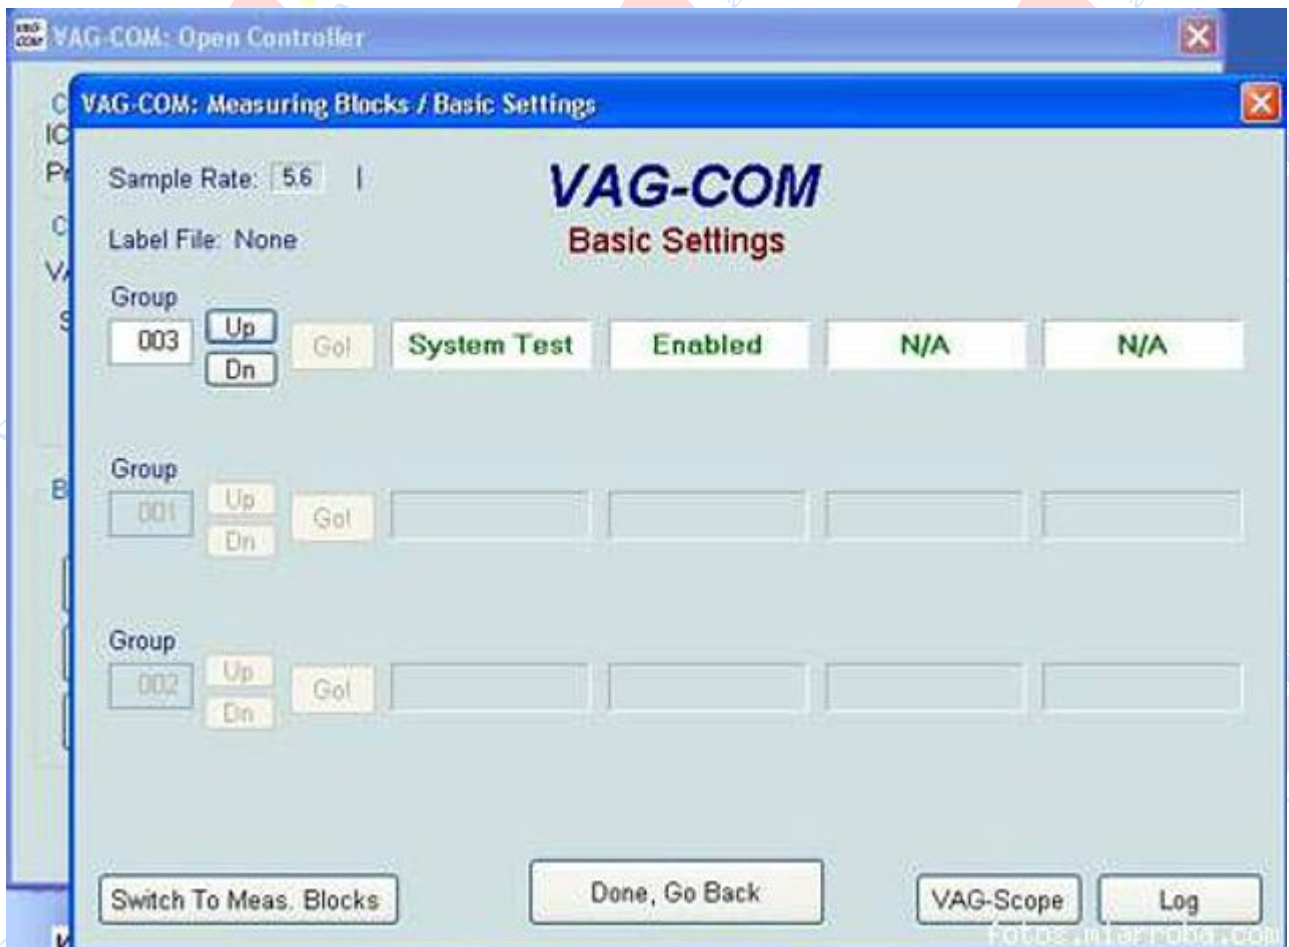 VAG-COM: Open Controller
VAG-COM: Measuring Blocks / Basic Settings
Sample Rate: 5.6
VAG-COM
Label File: None
Basic Settings
Group
003 Up Dn Go! System Test Enabled N/A N/A
Group
001 Up Dn Go!
Group
002 Up Dn Go!
Switch To Meas. Blocks
Done, Go Back
VAG-Scope
Log
fotos.miarroba.com